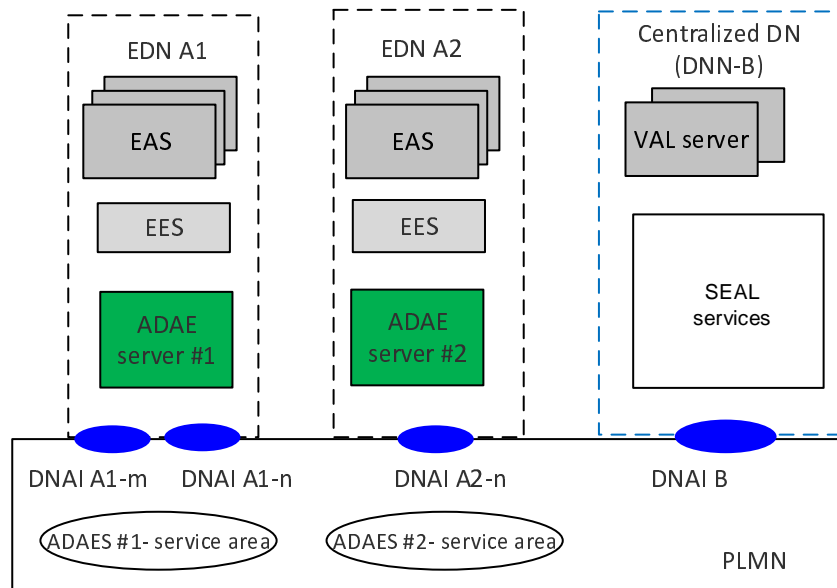 EDN A1
EAS
EES
ADAE
server #1
EDN A2
EAS
EES
ADAE
server #2
Centralized DN
(DNN-B)
VAL server
SEAL
services
DNAI A1-m
DNAI A1-n
DNAI A2-n
DNAI B
ADAES #1- service area
ADAES #2- service area
PLMN